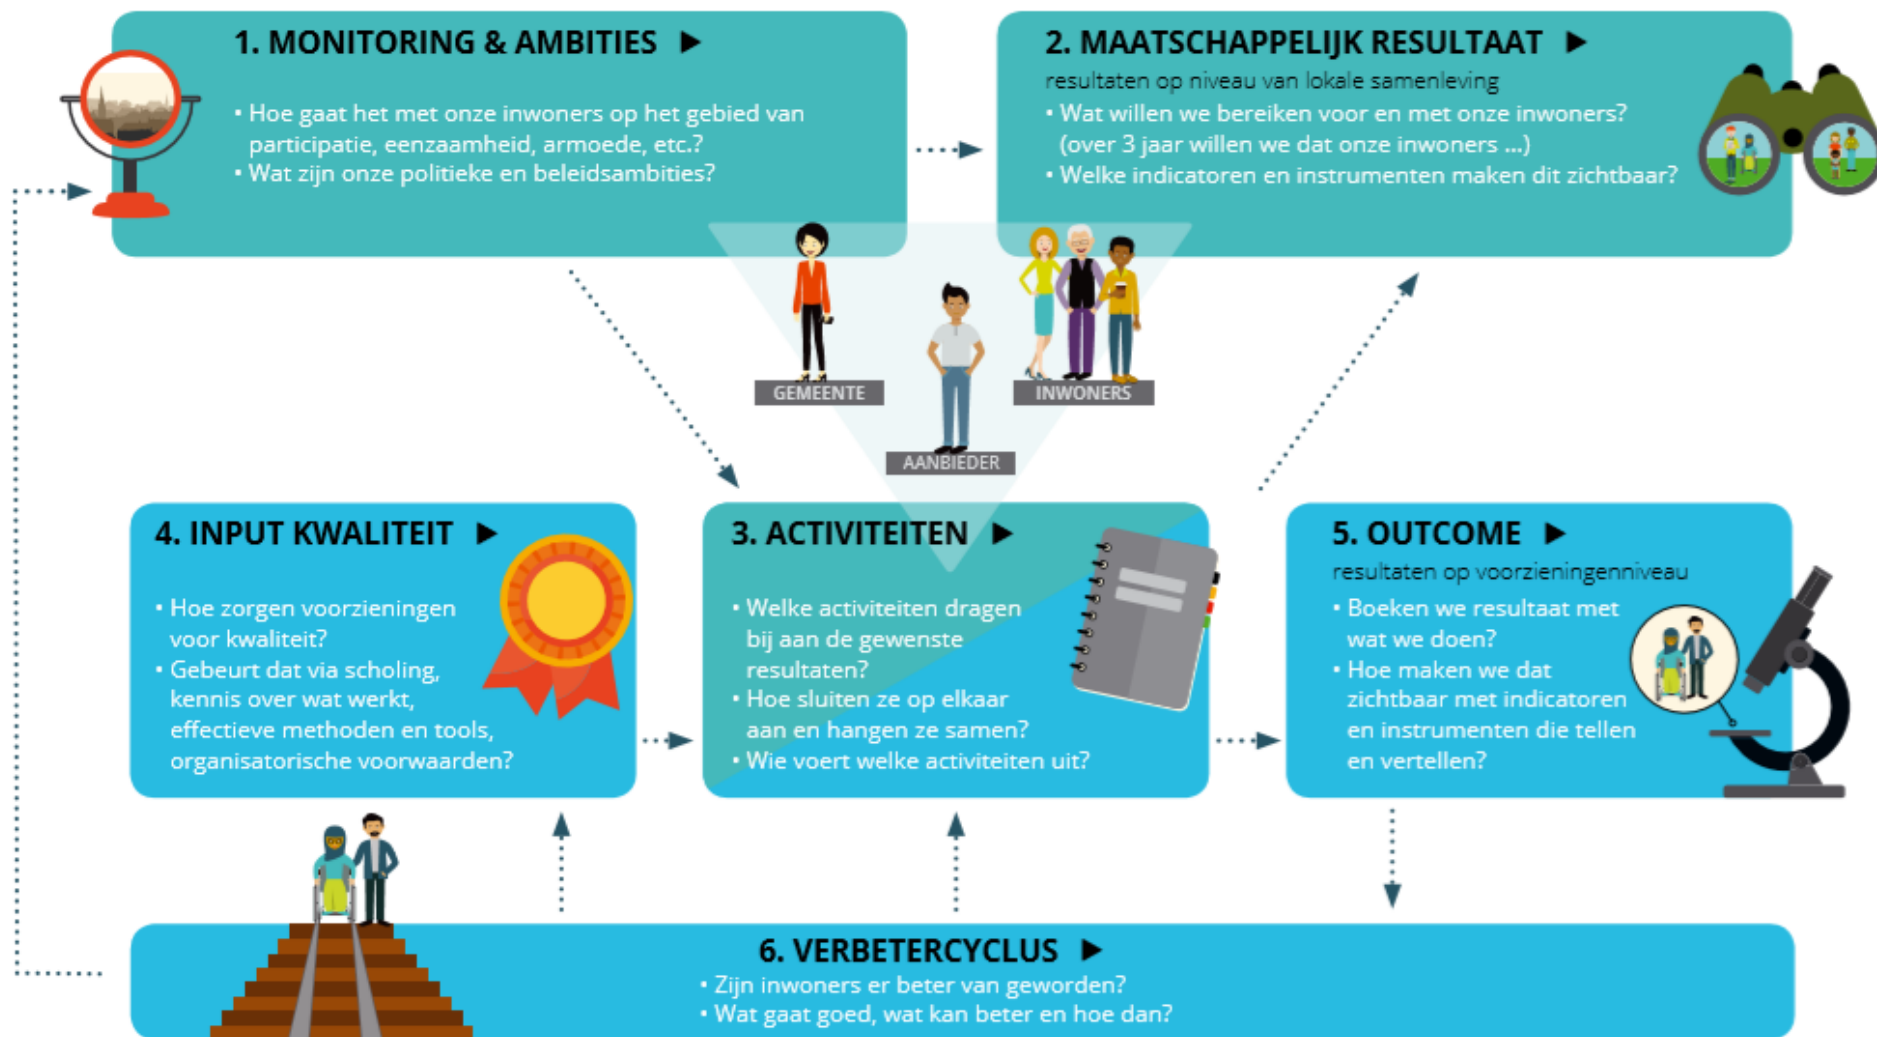 1. MONITORING & AMBITIES ▶
• Hoe gaat het met onze inwoners op het gebied van
participatie, eenzaamheid, armoede, etc.?
• Wat zijn onze politieke en beleidsambities?
2. MAATSCHAPPELIJK RESULTAAT ▶
resultaten op niveau van lokale samenleving
• Wat willen we bereiken voor en met onze inwoners?
(over 3 jaar willen we dat onze inwoners ...)
• Welke indicatoren en instrumenten maken dit zichtbaar?
GEMEENTE
INWONERS
AANBIEDER
4. INPUT KWALITEIT ▶
• Hoe zorgen voorzieningen
voor kwaliteit?
• Gebeurt dat via scholing,
kennis over wat werkt,
effectieve methoden en tools,
organisatorische voorwaarden?
3. ACTIVITEITEN ▶
• Welke activiteiten dragen
bij aan de gewenste
resultaten?
• Hoe sluiten ze op elkaar
aan en hangen ze samen?
• Wie voert welke activiteiten uit?
5. OUTCOME ▶
resultaten op voorzieningenniveau
• Boeken we resultaat met
wat we doen?
• Hoe maken we dat
zichtbaar met indicatoren
en instrumenten die tellen
en vertellen?
6. VERBETERCYCLUS ▶
• Zijn inwoners er beter van geworden?
• Wat gaat goed, wat kan beter en hoe dan?